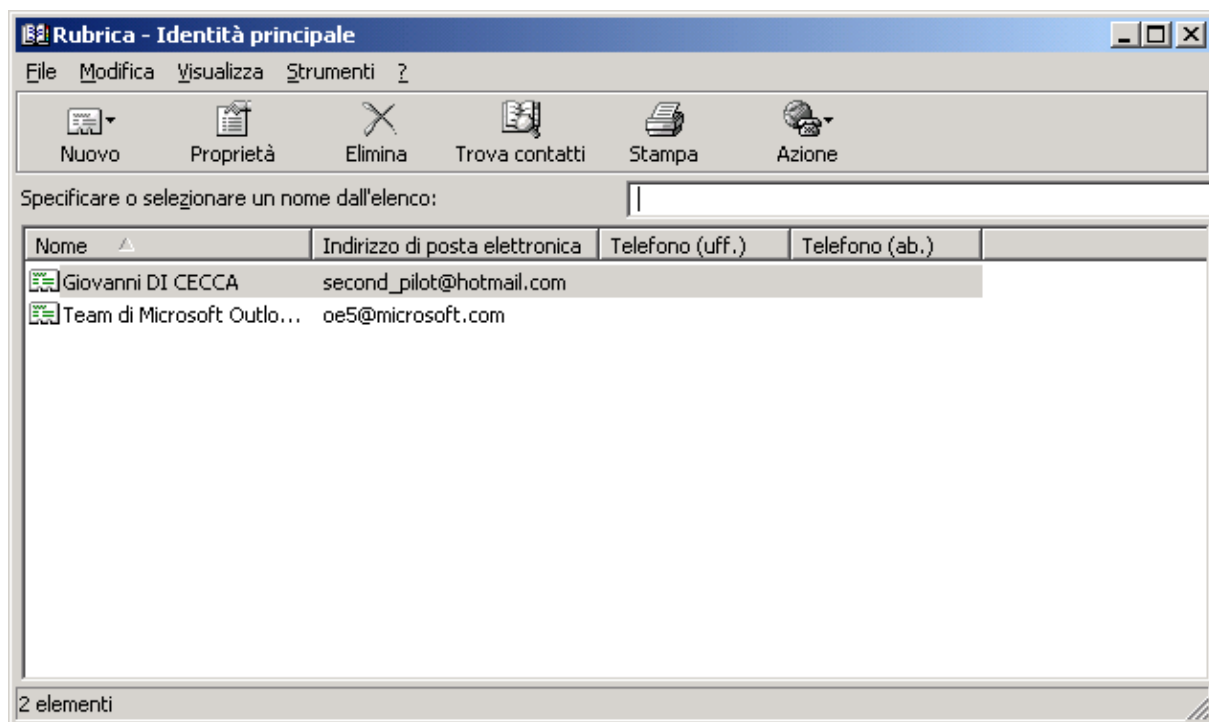 Rubrica - Identità principale
File Modifica Visualizza Strumenti ?
Nuovo Proprietà Elimina Trova contatti Stampa Azione
Specificare o selezionare un nome dall'elenco:
Nome Indirizzo di posta elettronica Telefono (uff.) Telefono (ab.)
Giovanni DI CECCA second_pilot@hotmail.com
Team di Microsoft Outlo... oe5@microsoft.com
2 elementi